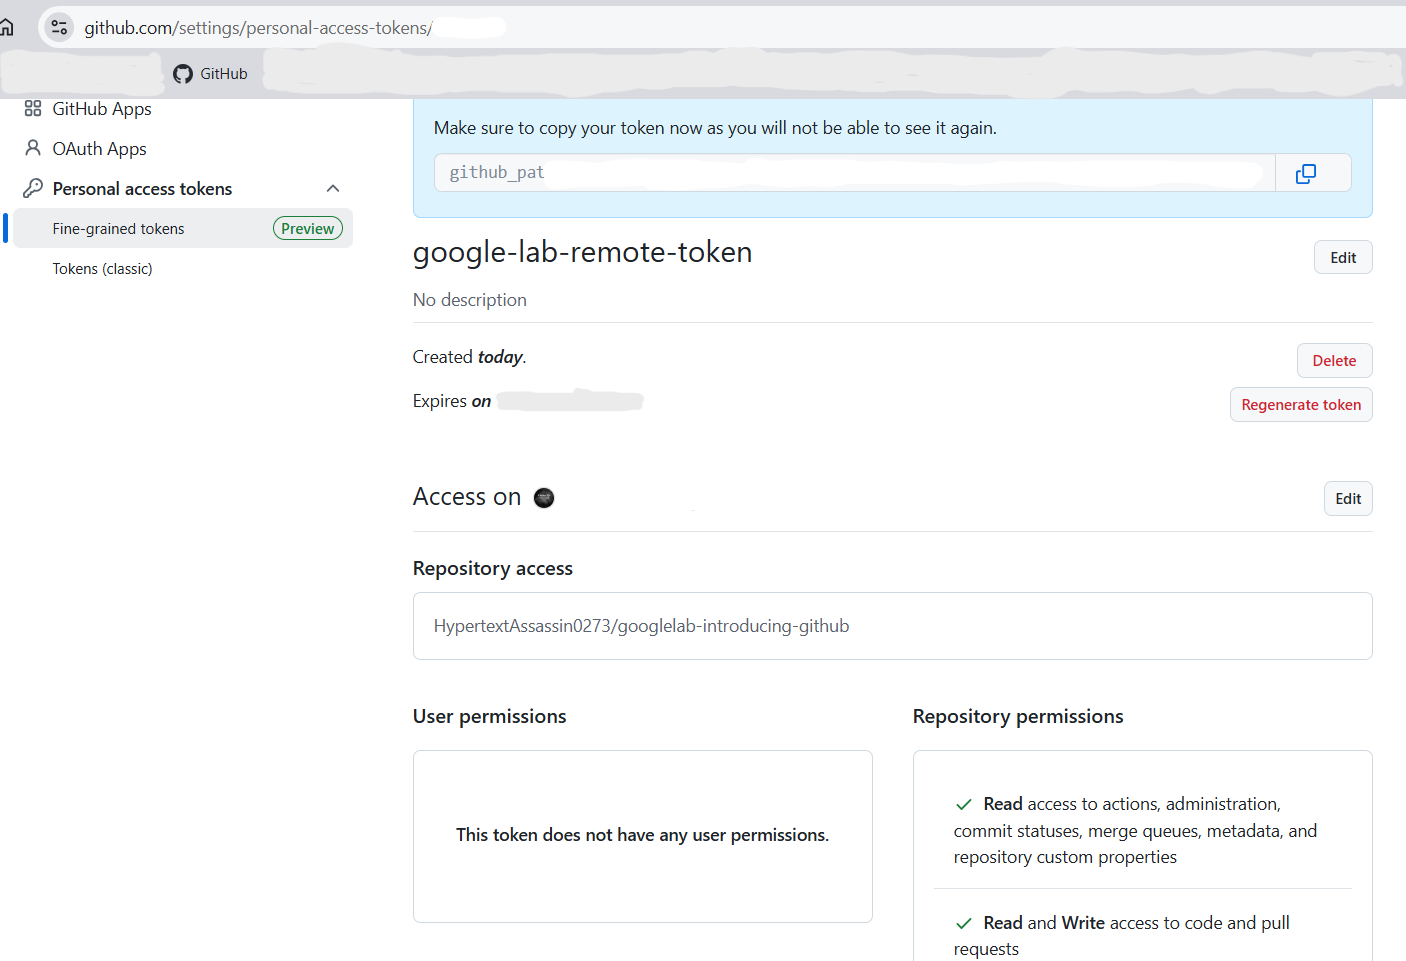 github.com/settings/personal-access-tokens/
GitHub
GitHub Apps
OAuth Apps
Personal access tokens
Fine-grained tokens Preview
Tokens (classic)
Make sure to copy your token now as you will not be able to see it again.
github_pat
google-lab-remote-token
Edit
No description
Created today.
Delete
Expires on
Regenerate token
Access on
Edit
Repository access
HypertextAssassin0273/googlelab-introducing-github
User permissions
This token does not have any user permissions.
Repository permissions
Read access to actions, administration,
commit statuses, merge queues, metadata, and
repository custom properties
Read and Write access to code and pull
requests